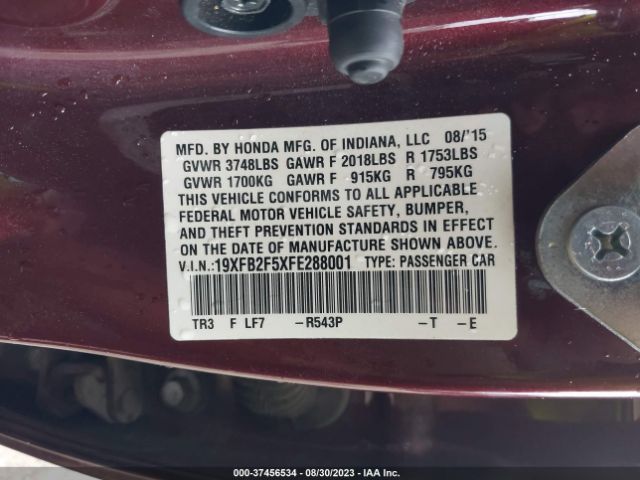 MFD. BY HONDA MFG. OF INDIANA, LLC 08/'15
GVWR 3748LBS GAWR F 2018LBS R 1753LBS
GVWR 1700KG GAWR F 915KG R 795KG
THIS VEHICLE CONFORMS TO ALL APPLICABLE
FEDERAL MOTOR VEHICLE SAFETY, BUMPER,
AND THEFT PREVENTION STANDARDS IN EFFECT
ON THE DATE OF MANUFACTURE SHOWN ABOVE.
V.I.N.:19XFB2F5XFE288001 TYPE: PASSENGER CAR
TR3 F LF7 –R543P –T –E
230-37456534 - 08/30/2023 - IAA Inc.